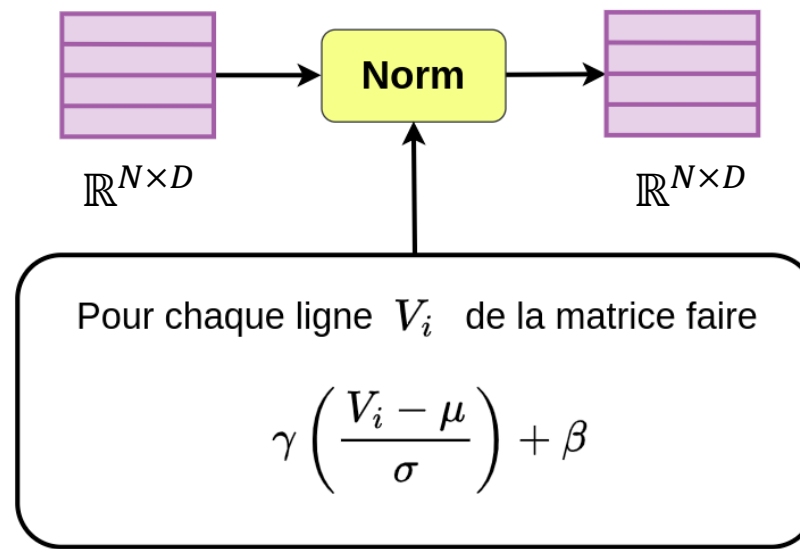 Norm
ℝ^{N×D}
ℝ^{N×D}
Pour chaque ligne V_i de la matrice faire
γ((V_i − μ)/σ) + β